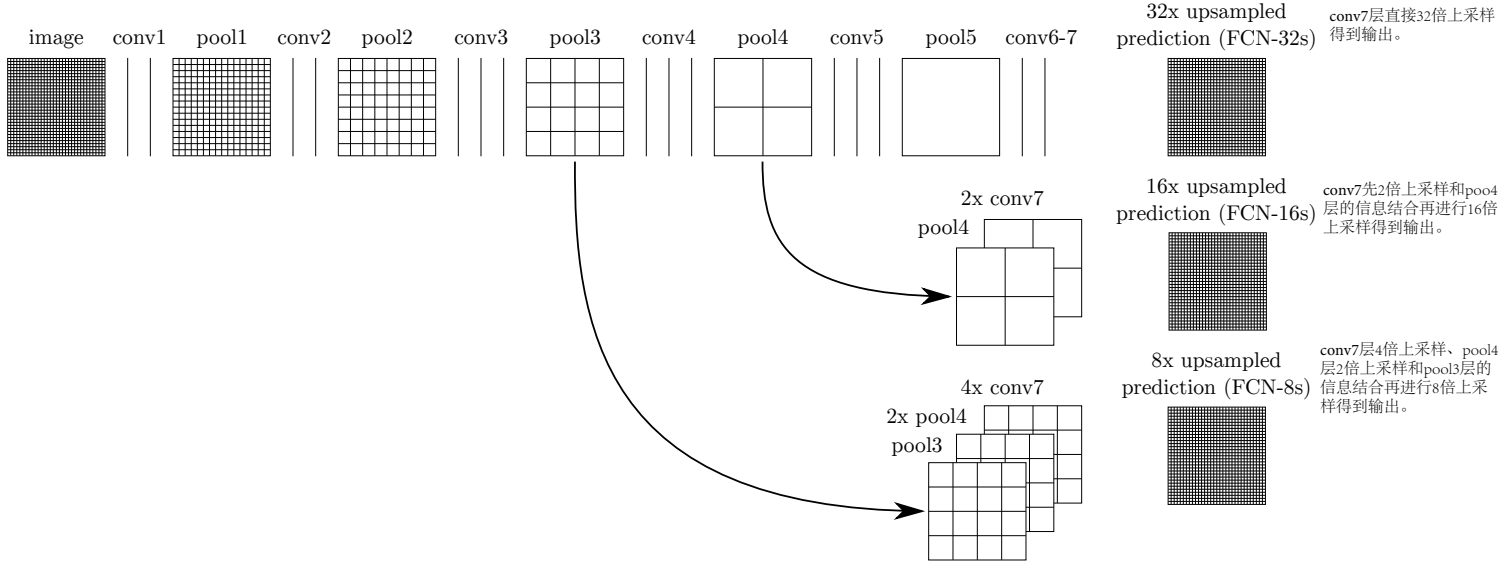 image
conv1
pool1
conv2
pool2
conv3
pool3
conv4
pool4
conv5
pool5
conv6-7
32x upsampled
prediction (FCN-32s)
conv7层直接32倍上采样
得到输出。
2x conv7
pool4
16x upsampled
prediction (FCN-16s)
conv7先2倍上采样和poo4
层的信息结合再进行16倍
上采样得到输出。
4x conv7
2x pool4
pool3
8x upsampled
prediction (FCN-8s)
conv7层4倍上采样、pool4
层2倍上采样和pool3层的
信息结合再进行8倍上采
样得到输出。